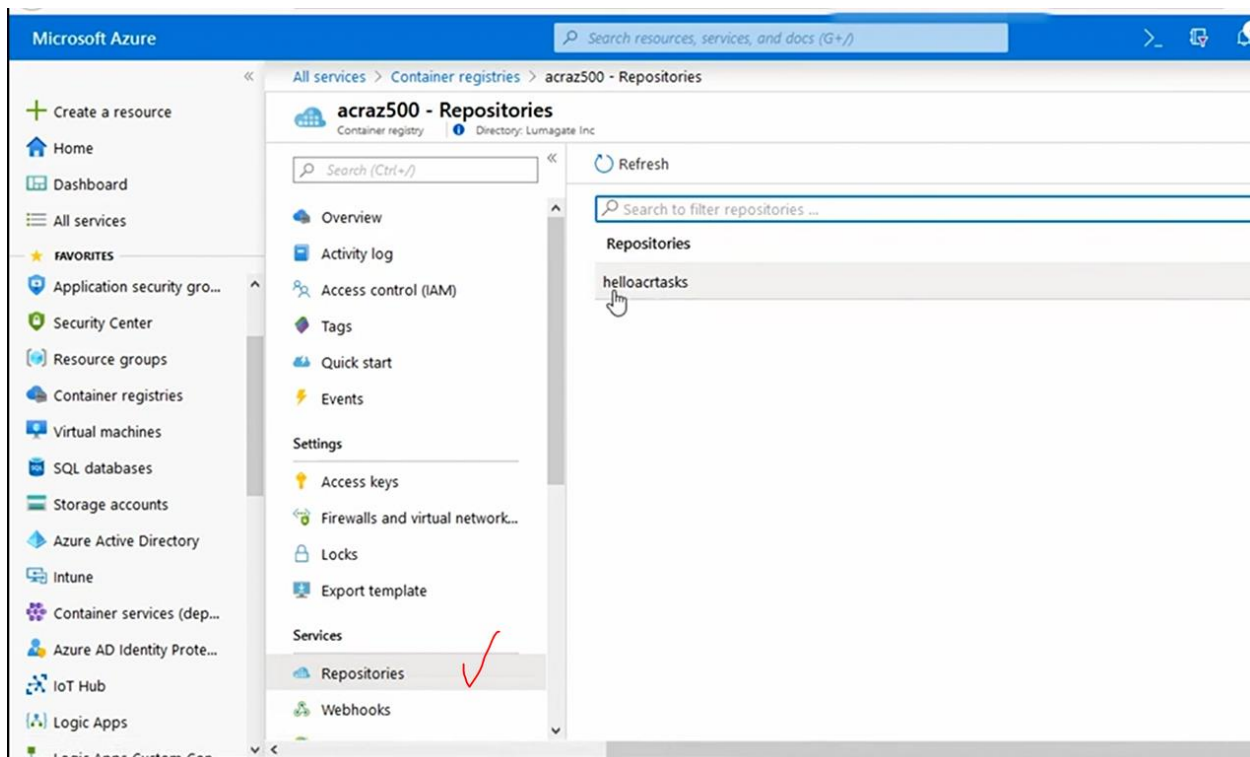 Microsoft Azure
Search resources, services, and docs (G+/)
All services > Container registries > acraz500 - Repositories
Create a resource
Home
Dashboard
All services
FAVORITES
Application security gro...
Security Center
Resource groups
Container registries
Virtual machines
SQL databases
Storage accounts
Azure Active Directory
Intune
Container services (dep...
Azure AD Identity Prote...
IoT Hub
Logic Apps
acraz500 - Repositories
Container registry
Directory: Lumagate Inc
Search (Ctrl+/)
Overview
Activity log
Access control (IAM)
Tags
Quick start
Events
Settings
Access keys
Firewalls and virtual network...
Locks
Export template
Services
Repositories
Webhooks
Refresh
Search to filter repositories ...
Repositories
helloacrtasks